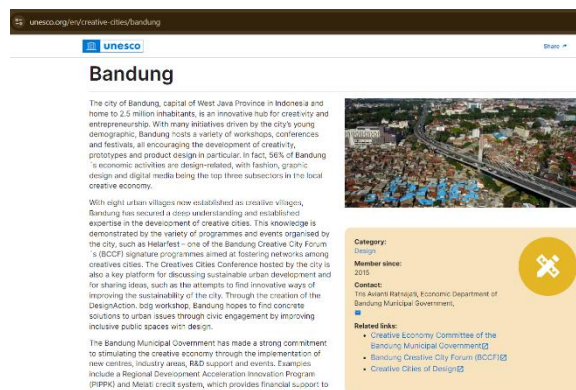 unesco.org/en/creative-cities/bandung
unesco
Share
Bandung
The city of Bandung, capital of West Java Province in Indonesia and
home to 2.5 million inhabitants, is an innovative hub for creativity and
entrepreneurship. With many initiatives driven by the city's young
demographic, Bandung hosts a variety of workshops, conferences
and festivals, all encouraging the development of creativity,
prototypes and product design in particular. In fact, 56% of Bandung
´s economic activities are design-related, with fashion, graphic
design and digital media being the top three subsectors in the local
creative economy.
With eight urban villages now established as creative villages,
Bandung has secured a deep understanding and established
expertise in the development of creative cities. This knowledge is
demonstrated by the variety of programmes and events organised by
the city, such as Helarfest – one of the Bandung Creative City Forum
´s (BCCF) signature programmes aimed at fostering networks among
creatives cities. The Creatives Cities Conference hosted by the city is
also a key platform for discussing sustainable urban development and
for sharing ideas, such as the attempts to find innovative ways of
improving the sustainability of the city. Through the creation of the
DesignAction. bdg workshop, Bandung hopes to find concrete
solutions to urban issues through civic engagement by improving
inclusive public spaces with design.
The Bandung Municipal Government has made a strong commitment
to stimulating the creative economy through the implementation of
new centres, industry areas, R&D support and events. Examples
include a Regional Development Acceleration Innovation Program
(PIPPK) and Melati credit system, which provides financial support to
Category:
Design
Member since:
2015
Contact:
Tris Avianti Ratnajati, Economic Department of
Bandung Municipal Government,
Related links:
Creative Economy Committee of the
Bandung Municipal Government
Bandung Creative City Forum (BCCF)
Creative Cities of Design